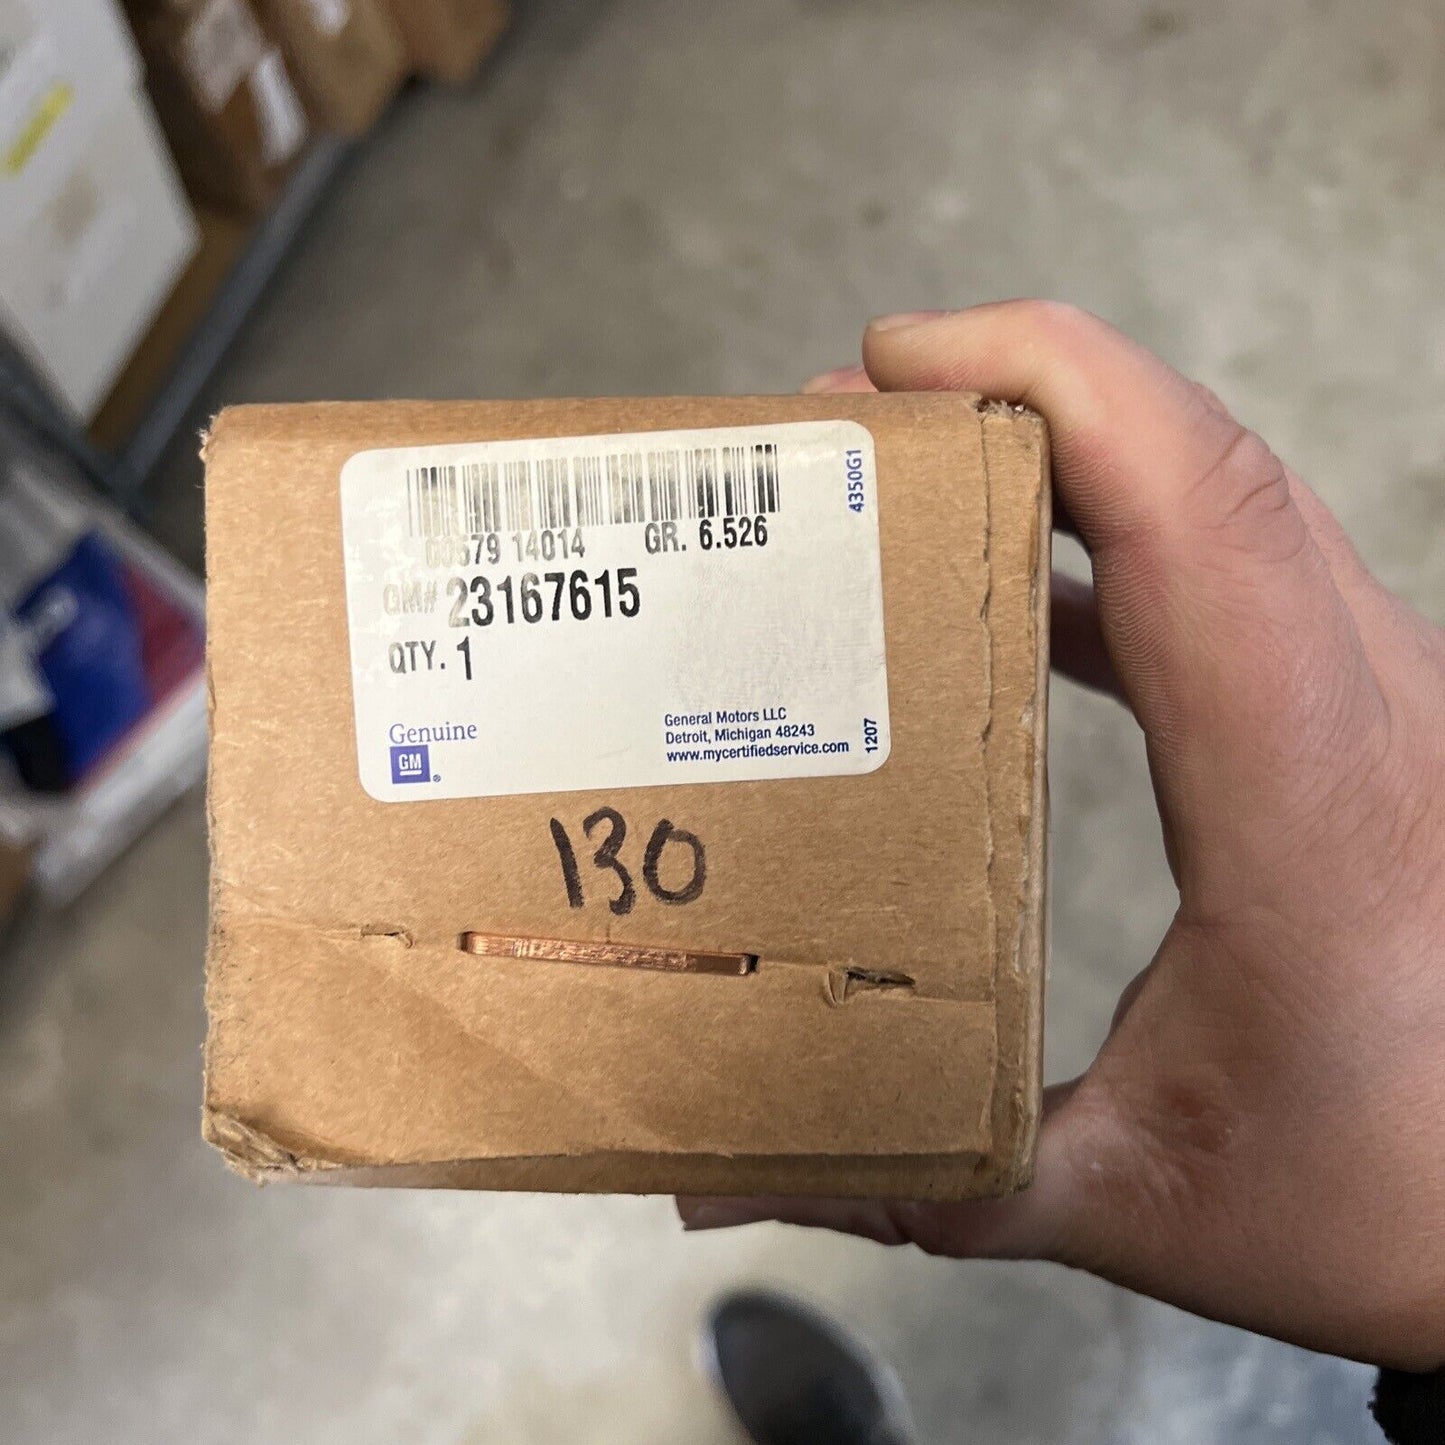 4350G1
14014 GR. 6.526
GM# 23167615
QTY. 1
Genuine
GM®
General Motors LLC
Detroit, Michigan 48243
www.mycertifiedservice.com
1207
130